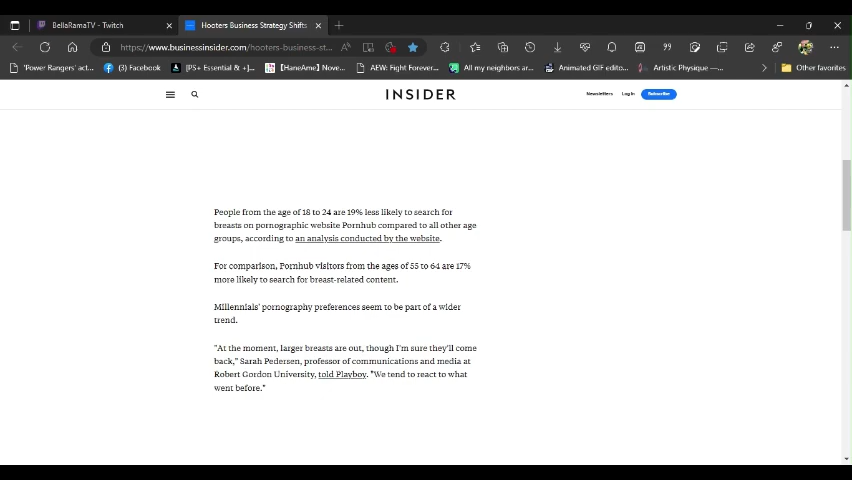 BellaRamaTV - Twitch
Hooters Business Strategy Shifts
https://www.businessinsider.com/hooters-business-st...
'Power Rangers' act...
(3) Facebook
[PS+ Essential & +]...
【HaneAme】 Nove...
AEW: Fight Forever...
All my neighbors ar...
Animated GIF edito...
Artistic Physique —...
Other favorites
INSIDER
Newsletters
Log In
Subscribe
People from the age of 18 to 24 are 19% less likely to search for
breasts on pornographic website Pornhub compared to all other age
groups, according to an analysis conducted by the website.
For comparison, Pornhub visitors from the ages of 55 to 64 are 17%
more likely to search for breast-related content.
Millennials' pornography preferences seem to be part of a wider
trend.
"At the moment, larger breasts are out, though I'm sure they'll come
back," Sarah Pedersen, professor of communications and media at
Robert Gordon University, told Playboy. "We tend to react to what
went before."